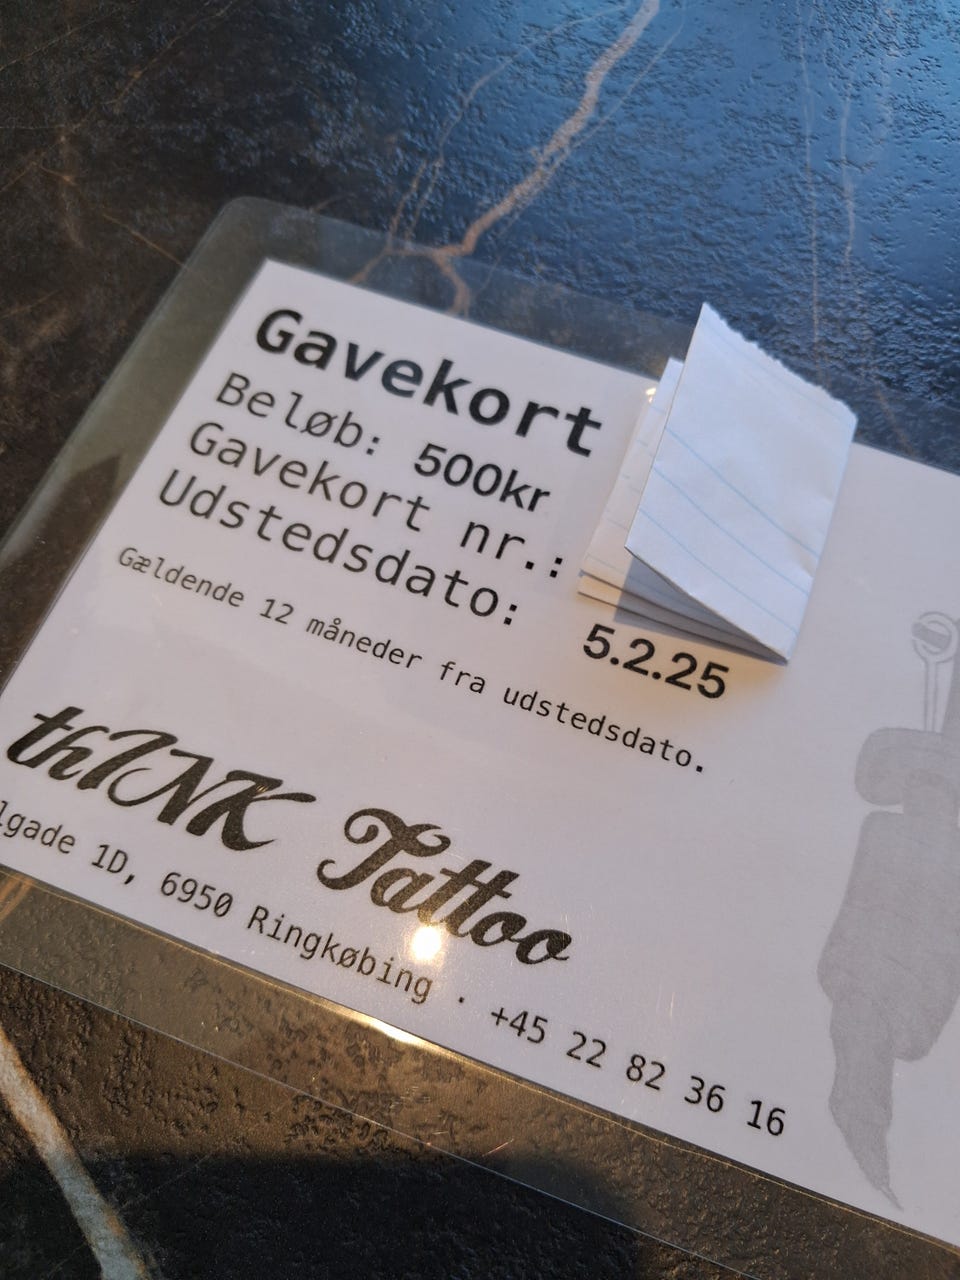 Gavekort
Beløb: 500kr
Gavekort nr.:
Udstedsdato: 5.2.25
Gældende 12 måneder fra udstedsdato.
thINK Tattoo
1D, 6950 Ringkøbing · +45 22 82 36 16